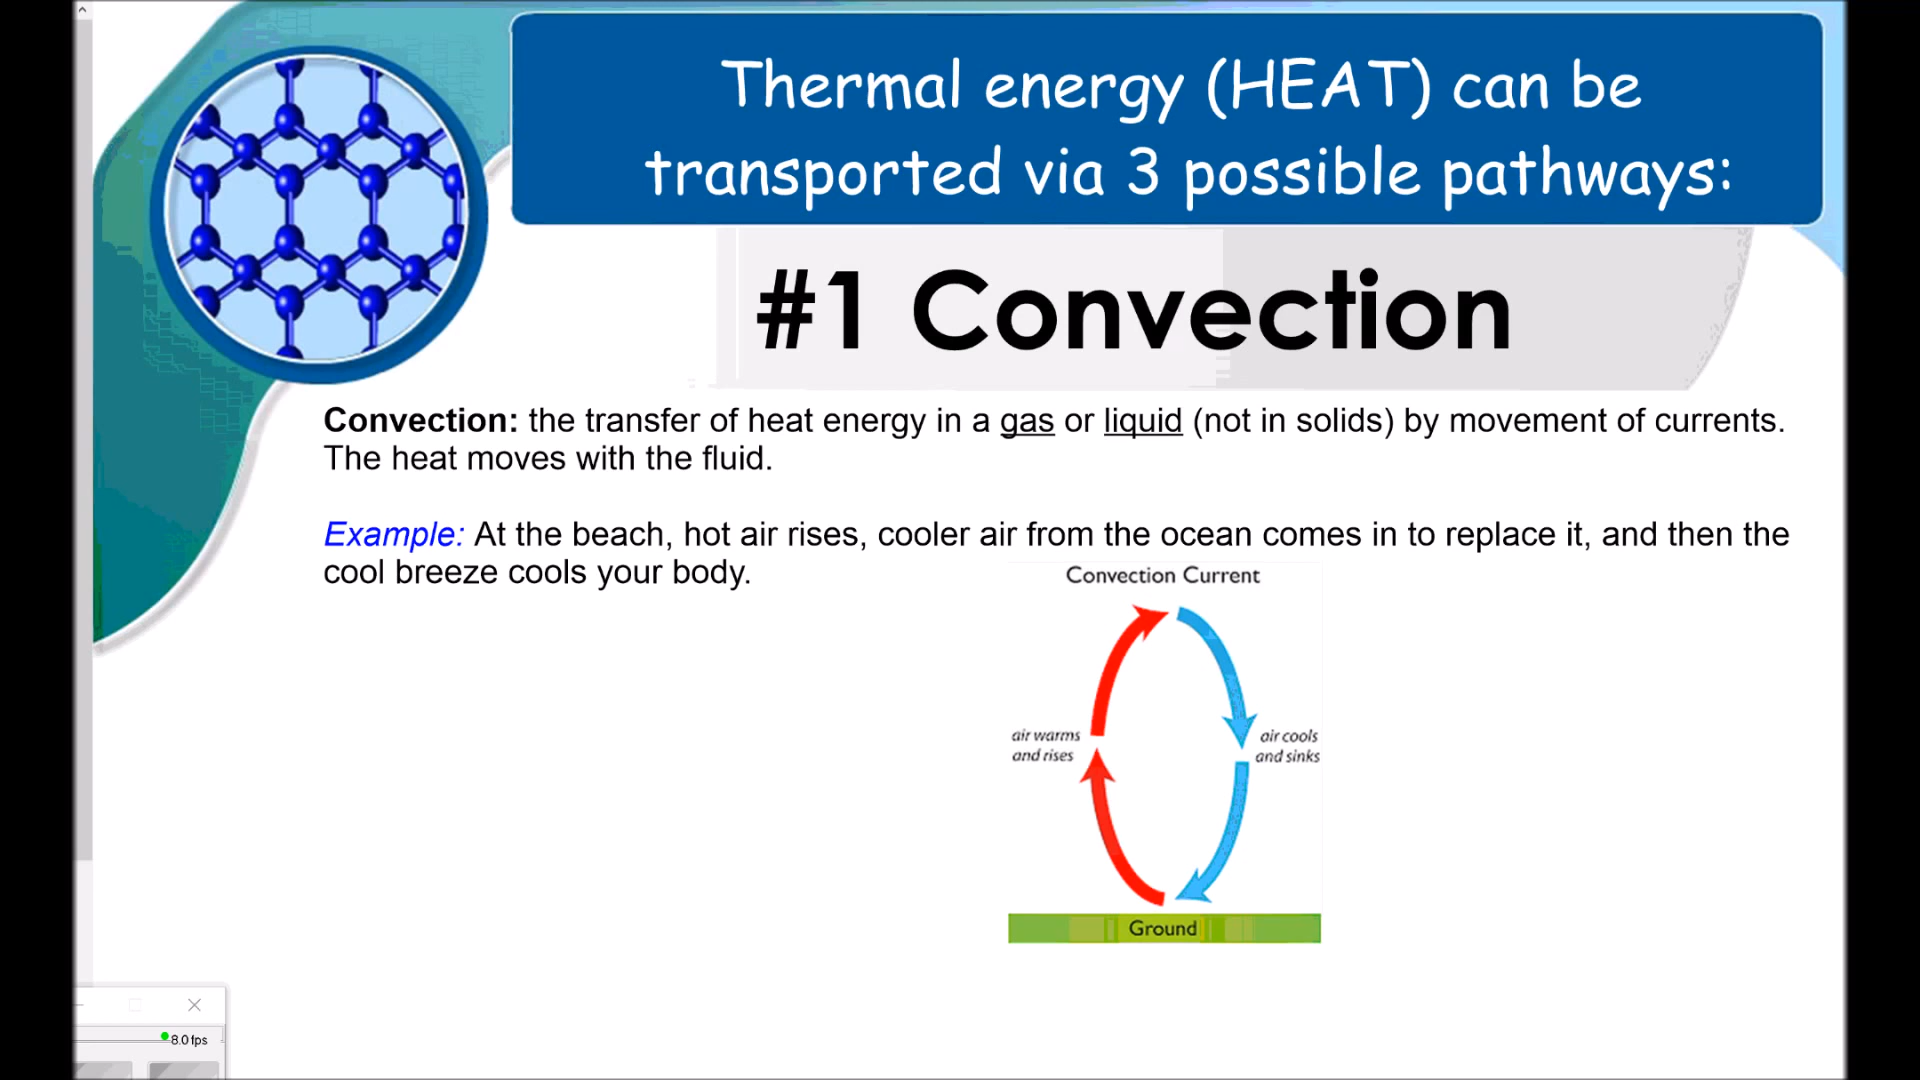 Thermal energy (HEAT) can be
transported via 3 possible pathways:
#1 Convection
Convection: the transfer of heat energy in a gas or liquid (not in solids) by movement of currents.
The heat moves with the fluid.
Example: At the beach, hot air rises, cooler air from the ocean comes in to replace it, and then the
cool breeze cools your body.
Convection Current
air warms
and rises
air cools
and sinks
Ground
8.0 fps